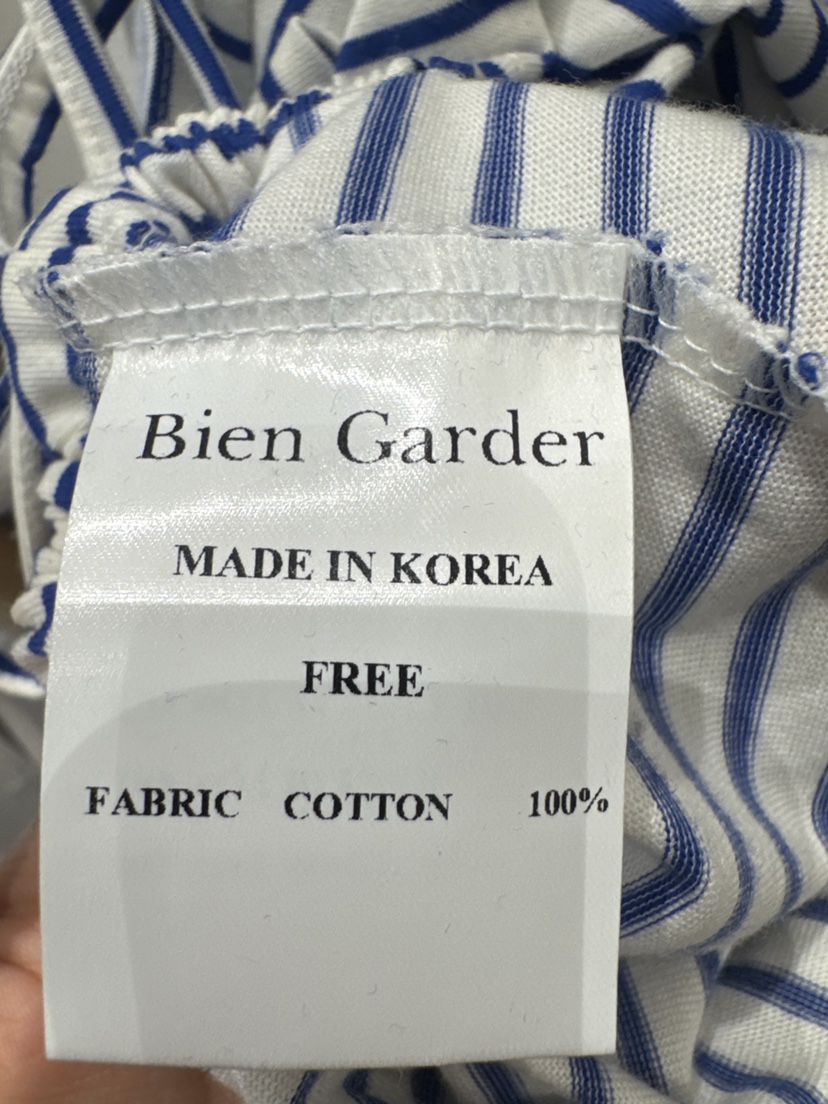 Bien Garder
MADE IN KOREA
FREE
FABRIC COTTON 100%